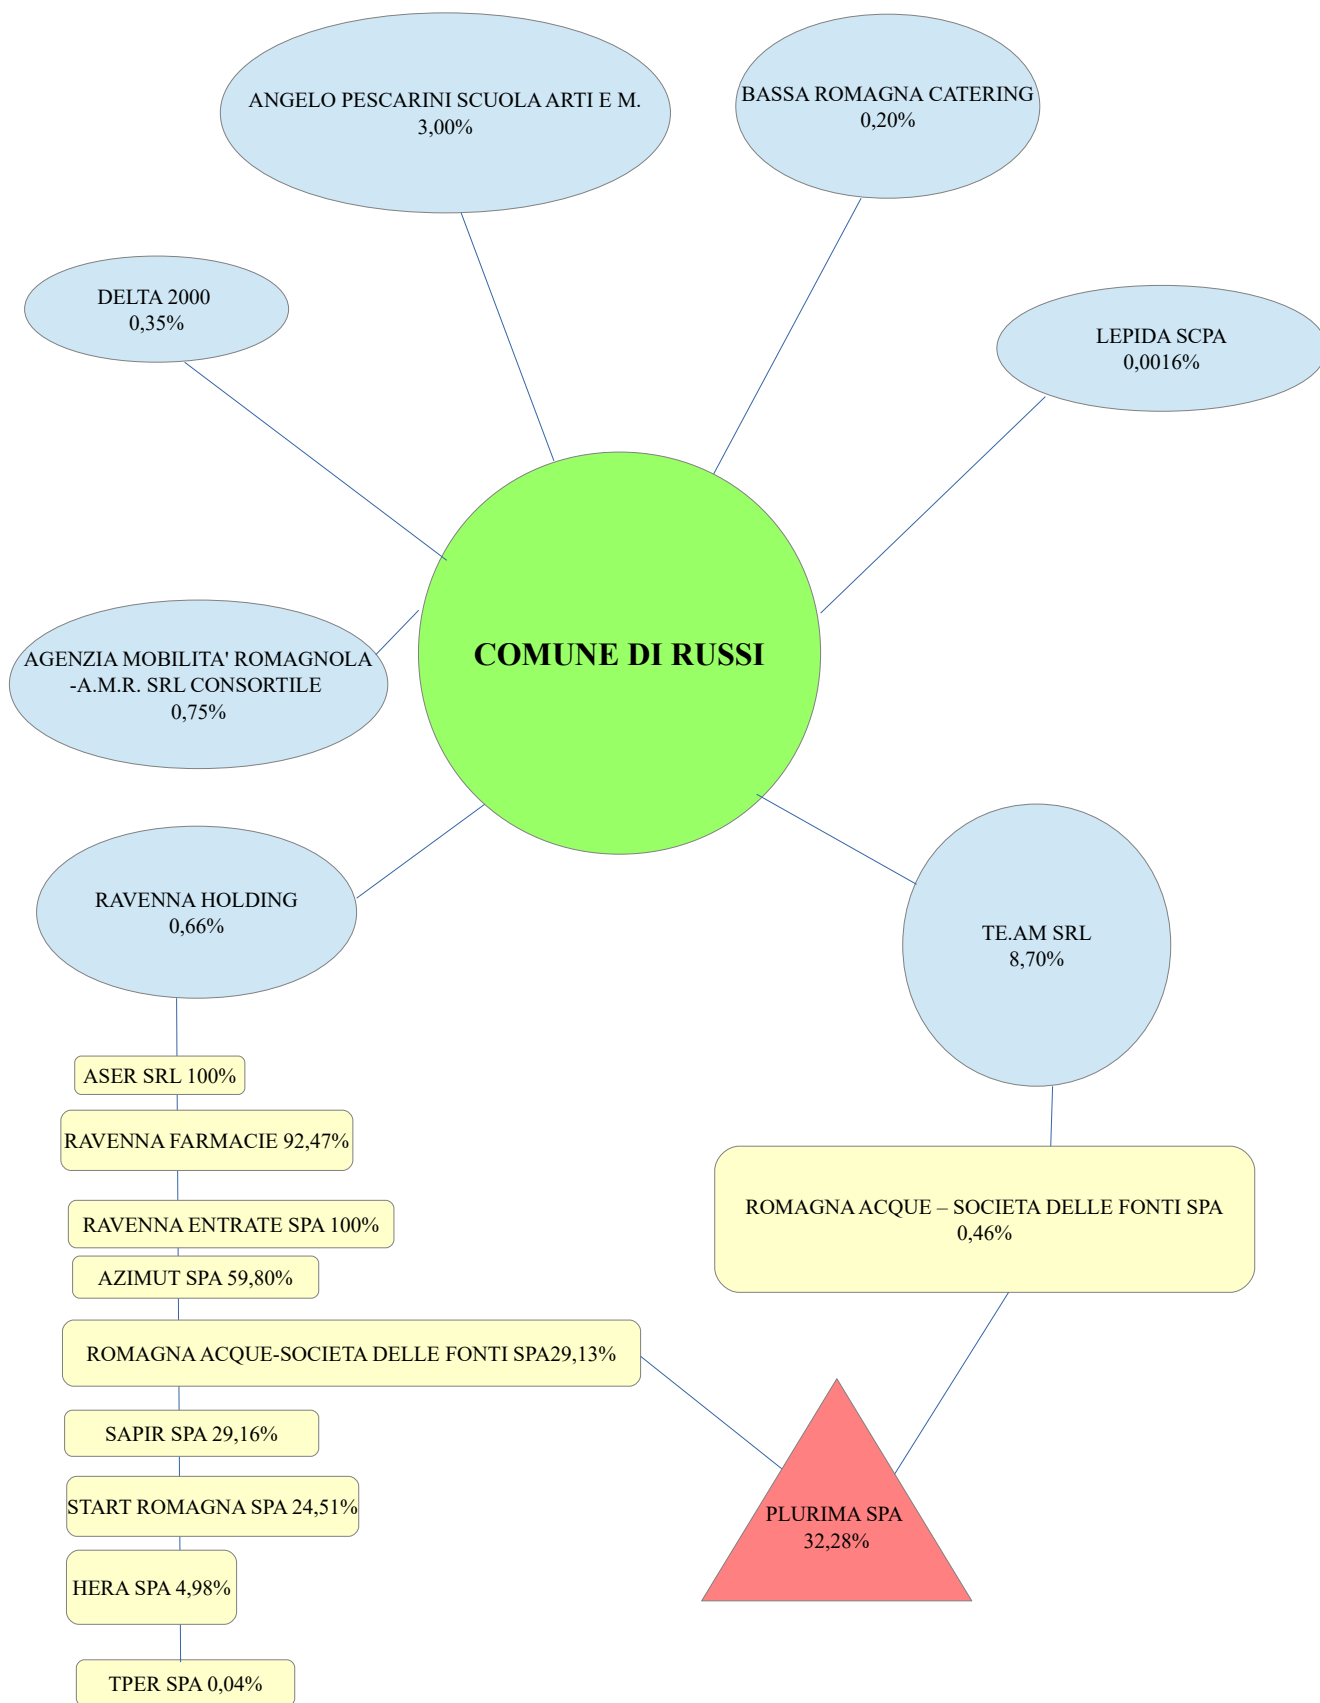 ANGELO PESCARINI SCUOLA ARTI E M.
3,00%
BASSA ROMAGNA CATERING
0,20%
DELTA 2000
0,35%
LEPIDA SCPA
0,0016%
COMUNE DI RUSSI
AGENZIA MOBILITA' ROMAGNOLA
-A.M.R. SRL CONSORTILE
0,75%
RAVENNA HOLDING
0,66%
TE.AM SRL
8,70%
ASER SRL 100%
RAVENNA FARMACIE 92,47%
RAVENNA ENTRATE SPA 100%
AZIMUT SPA 59,80%
ROMAGNA ACQUE-SOCIETA DELLE FONTI SPA29,13%
SAPIR SPA 29,16%
START ROMAGNA SPA 24,51%
HERA SPA 4,98%
TPER SPA 0,04%
ROMAGNA ACQUE – SOCIETA DELLE FONTI SPA
0,46%
PLURIMA SPA
32,28%